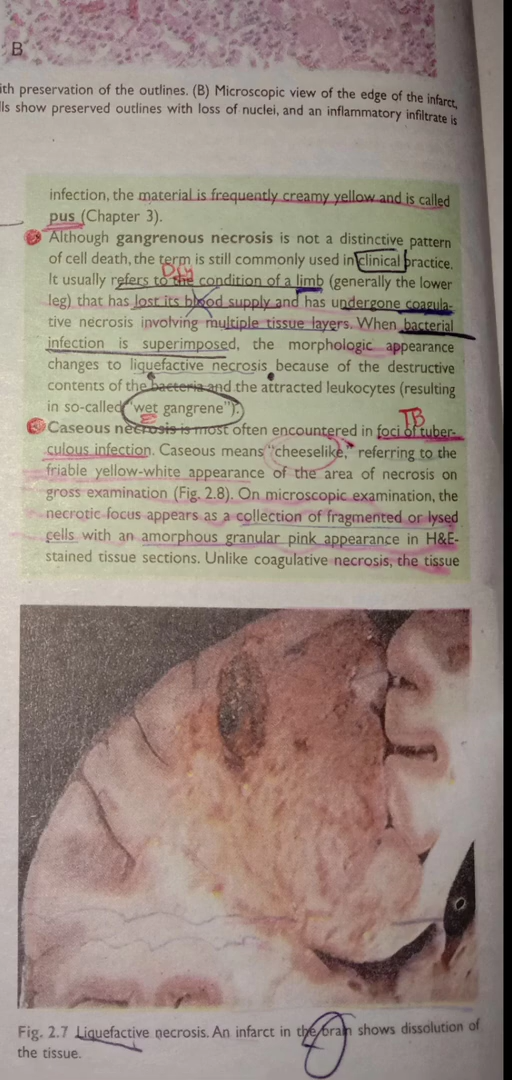 B
ith preservation of the outlines. (B) Microscopic view of the edge of the infarct,
lls show preserved outlines with loss of nuclei, and an inflammatory infiltrate is
infection, the material is frequently creamy yellow and is called
pus (Chapter 3).
Although gangrenous necrosis is not a distinctive pattern
of cell death, the term is still commonly used in clinical practice.
Dry
It usually refers to the condition of a limb (generally the lower
leg) that has lost its blood supply and has undergone coagula-
tive necrosis involving multiple tissue layers. When bacterial
infection is superimposed, the morphologic appearance
changes to liquefactive necrosis because of the destructive
contents of the bacteria and the attracted leukocytes (resulting
in so-called "wet gangrene").
TB
Caseous necrosis is most often encountered in foci of tuber-
culous infection. Caseous means "cheeselike," referring to the
friable yellow-white appearance of the area of necrosis on
gross examination (Fig. 2.8). On microscopic examination, the
necrotic focus appears as a collection of fragmented or lysed
cells with an amorphous granular pink appearance in H&E-
stained tissue sections. Unlike coagulative necrosis, the tissue
Fig. 2.7 Liquefactive necrosis. An infarct in the brain shows dissolution of
the tissue.